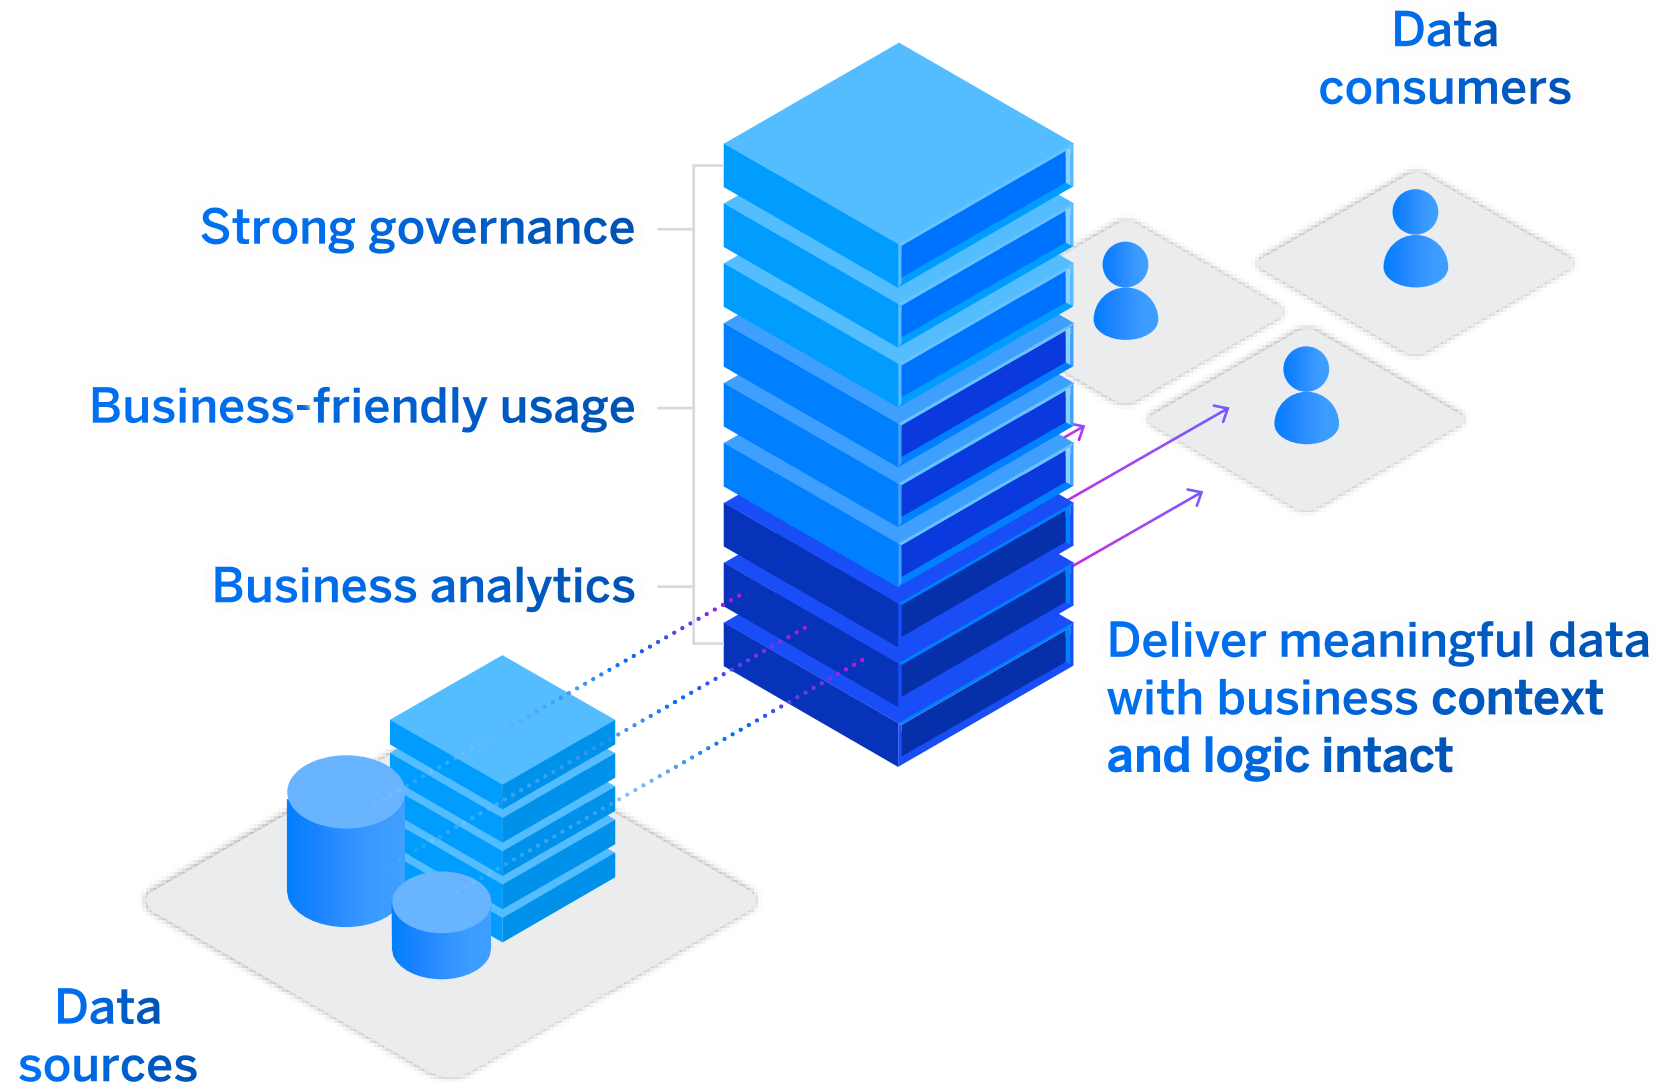 Data
consumers
Strong governance
Business-friendly usage
Business analytics
Deliver meaningful data
with business context
and logic intact
Data
sources